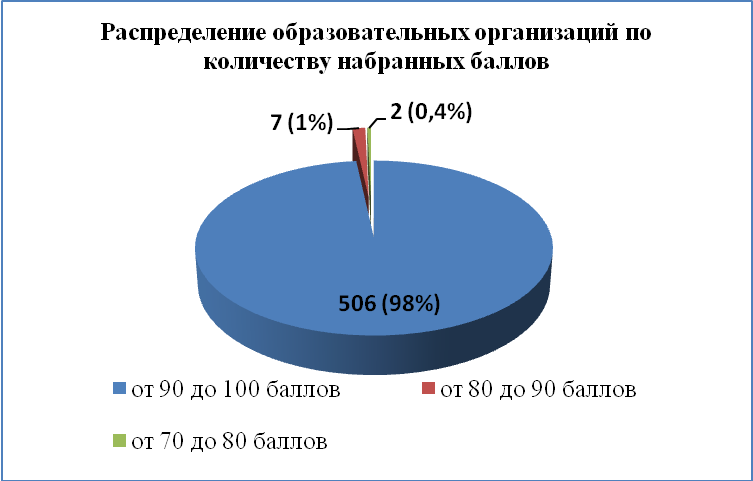 Распределение образовательных организаций по
количеству набранных баллов
7 (1%)
2 (0,4%)
506 (98%)
от 90 до 100 баллов
от 80 до 90 баллов
от 70 до 80 баллов